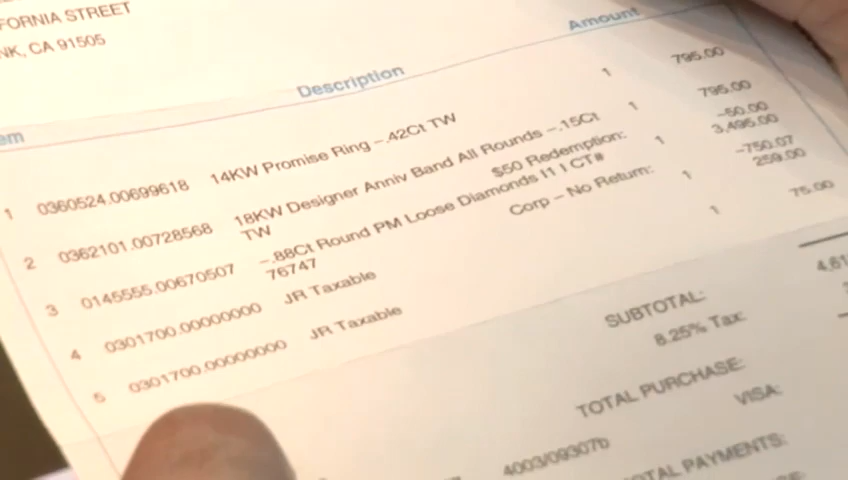 FORNIA STREET
NK, CA 91505
em Description Amount
1 0360524.00699618 14KW Promise Ring –.42Ct TW 1 795.00
2 0362101.00728568 18KW Designer Anniv Band All Rounds –.15Ct 1 795.00
TW $50 Redemption: –50.00
3 0145555.00670507 –.88Ct Round PM Loose Diamonds I1 I CT# 1 3,495.00
76747 Corp – No Return: –750.07
4 0301700.00000000 JR Taxable 1 259.00
5 0301700.00000000 JR Taxable 1 75.00
SUBTOTAL: 4,61
8.25% Tax:
TOTAL PURCHASE:
VISA:
4003/09307b
OTAL PAYMENTS: